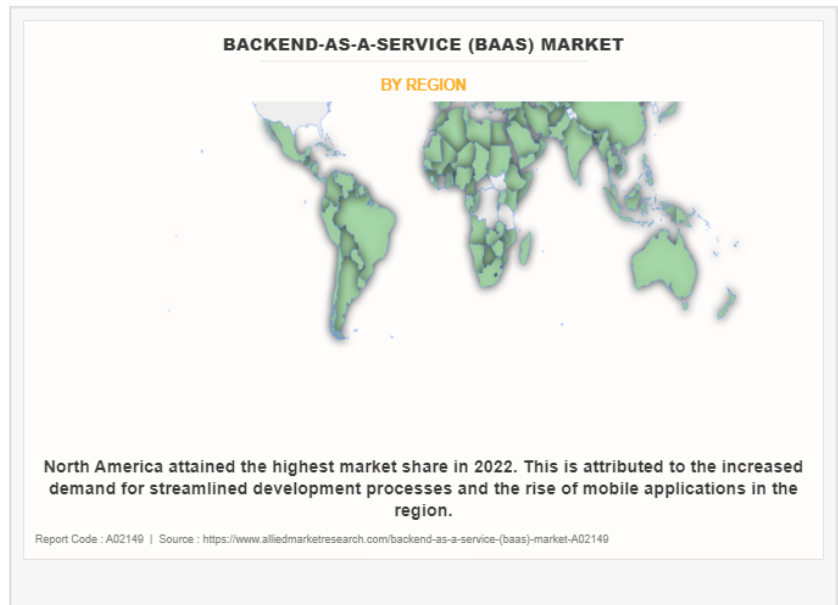 BACKEND-AS-A-SERVICE (BAAS) MARKET
BY REGION
North America attained the highest market share in 2022. This is attributed to the increased
demand for streamlined development processes and the rise of mobile applications in the
region.
Report Code : A02149 | Source : https://www.alliedmarketresearch.com/backend-as-a-service-(baas)-market-A02149